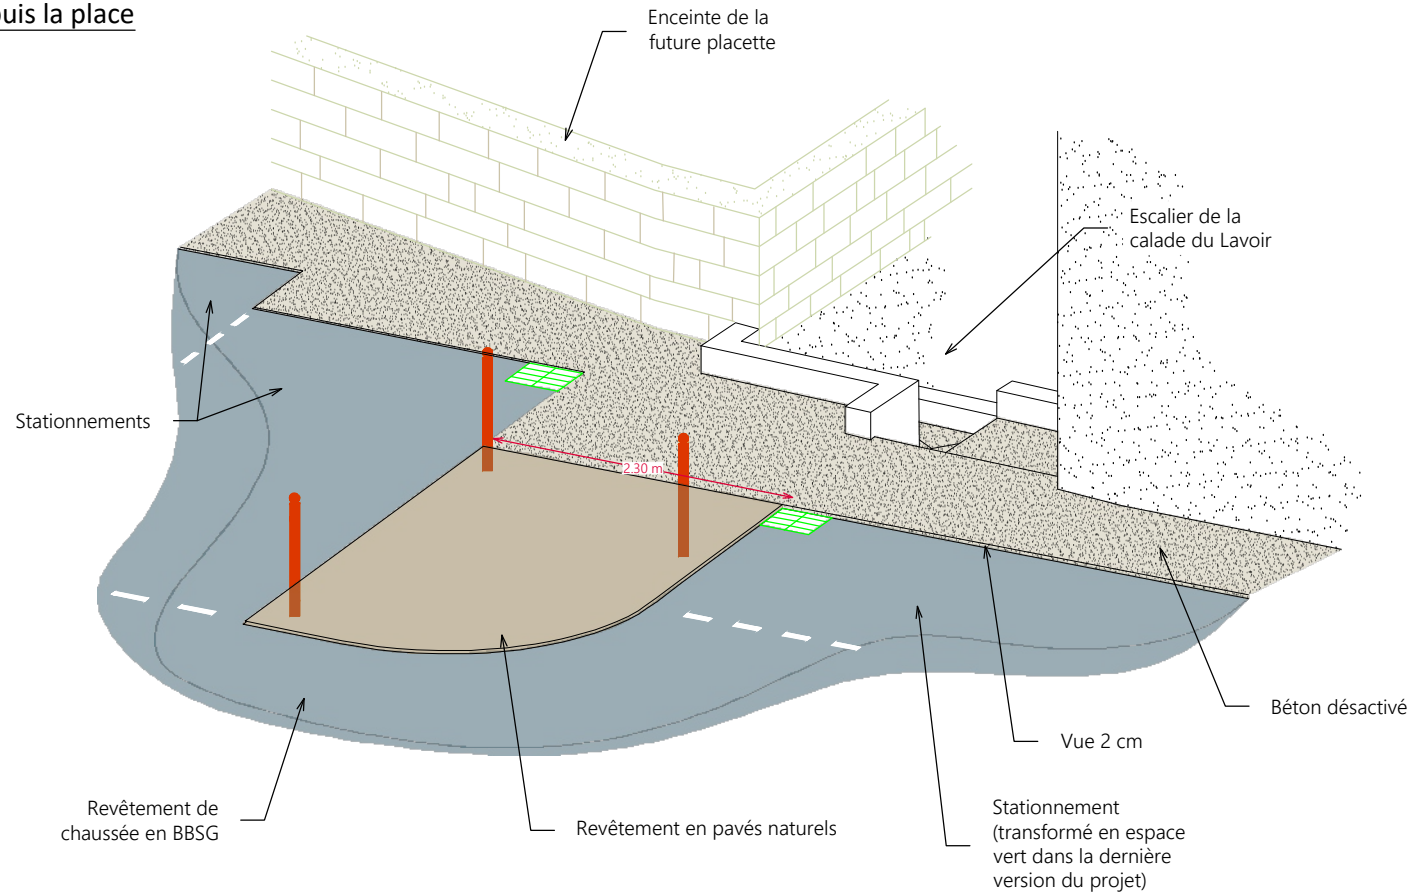 uis la place
Enceinte de la
future placette
Escalier de la
calade du Lavoir
Stationnements
2.30 m
Béton désactivé
Vue 2 cm
Revêtement de
chaussée en BBSG
Revêtement en pavés naturels
Stationnement
(transformé en espace
vert dans la dernière
version du projet)